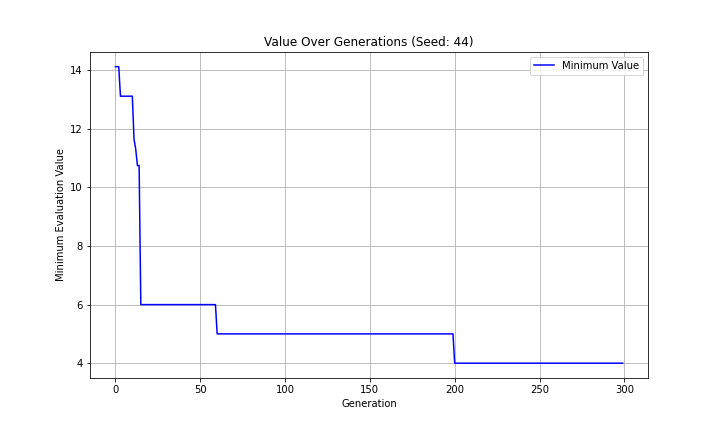 Value Over Generations (Seed: 44)
Minimum Value
Minimum Evaluation Value
14
12
10
8
6
4
0 50 100 150 200 250 300
Generation